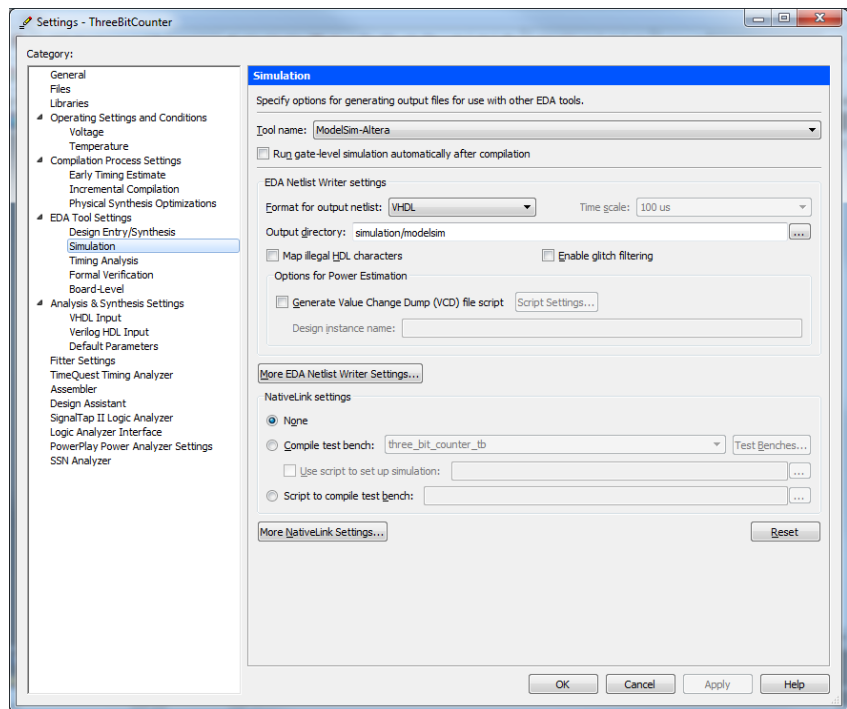 Settings - ThreeBitCounter
Category:
General
Files
Libraries
Operating Settings and Conditions
Voltage
Temperature
Compilation Process Settings
Early Timing Estimate
Incremental Compilation
Physical Synthesis Optimizations
EDA Tool Settings
Design Entry/Synthesis
Simulation
Timing Analysis
Formal Verification
Board-Level
Analysis & Synthesis Settings
VHDL Input
Verilog HDL Input
Default Parameters
Fitter Settings
TimeQuest Timing Analyzer
Assembler
Design Assistant
SignalTap II Logic Analyzer
Logic Analyzer Interface
PowerPlay Power Analyzer Settings
SSN Analyzer
Simulation
Specify options for generating output files for use with other EDA tools.
Tool name: ModelSim-Altera
Run gate-level simulation automatically after compilation
EDA Netlist Writer settings
Format for output netlist: VHDL Time scale: 100 us
Output directory: simulation/modelsim ...
Map illegal HDL characters Enable glitch filtering
Options for Power Estimation
Generate Value Change Dump (VCD) file script Script Settings...
Design instance name:
More EDA Netlist Writer Settings...
NativeLink settings
None
Compile test bench: three_bit_counter_tb Test Benches...
Use script to set up simulation: ...
Script to compile test bench: ...
More NativeLink Settings... Reset
OK Cancel Apply Help